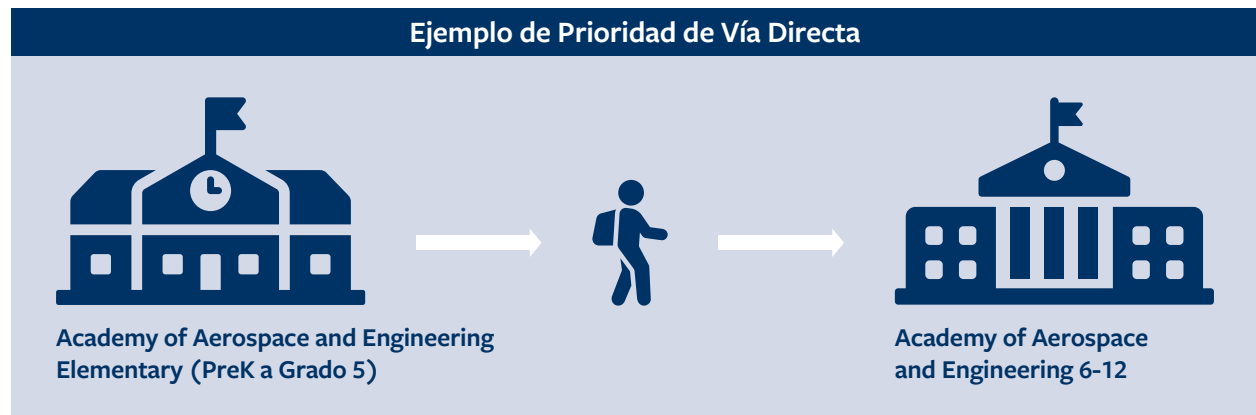 Ejemplo de Prioridad de Vía Directa
Academy of Aerospace and Engineering
Elementary (PreK a Grado 5)
Academy of Aerospace
and Engineering 6-12